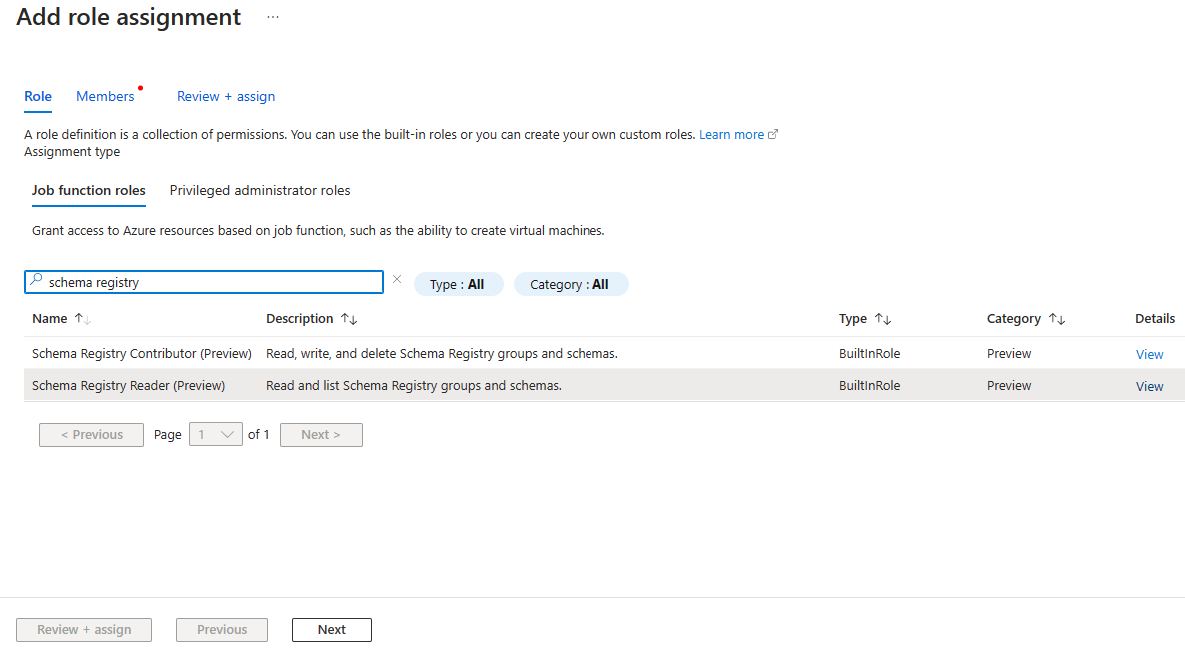 Add role assignment ...
Role Members Review + assign
A role definition is a collection of permissions. You can use the built-in roles or you can create your own custom roles. Learn more
Assignment type
Job function roles Privileged administrator roles
Grant access to Azure resources based on job function, such as the ability to create virtual machines.
schema registry Type : All Category : All
Name Description Type Category Details
Schema Registry Contributor (Preview) Read, write, and delete Schema Registry groups and schemas. BuiltInRole Preview View
Schema Registry Reader (Preview) Read and list Schema Registry groups and schemas. BuiltInRole Preview View
< Previous Page 1 of 1 Next >
Review + assign Previous Next